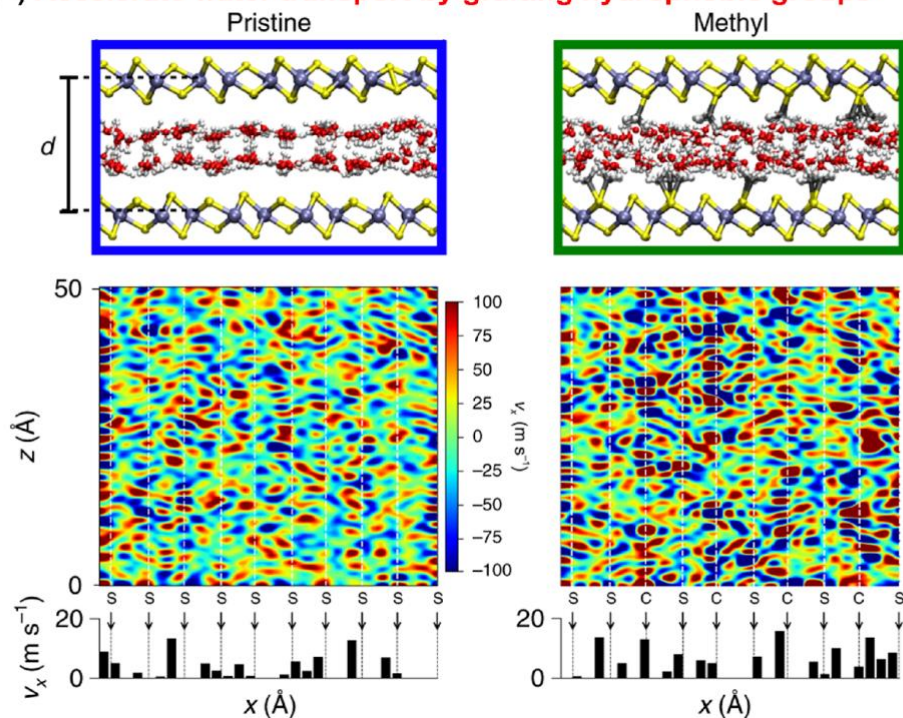 Pristine
Methyl
d
50
z (Å)
0
100
75
50
25
0
−25
−50
−75
−100
vx (m s−1)
S S S S S S S S S S
S S C S C S C S C S
20
vx (m s−1)
0
x (Å)
20
0
x (Å)